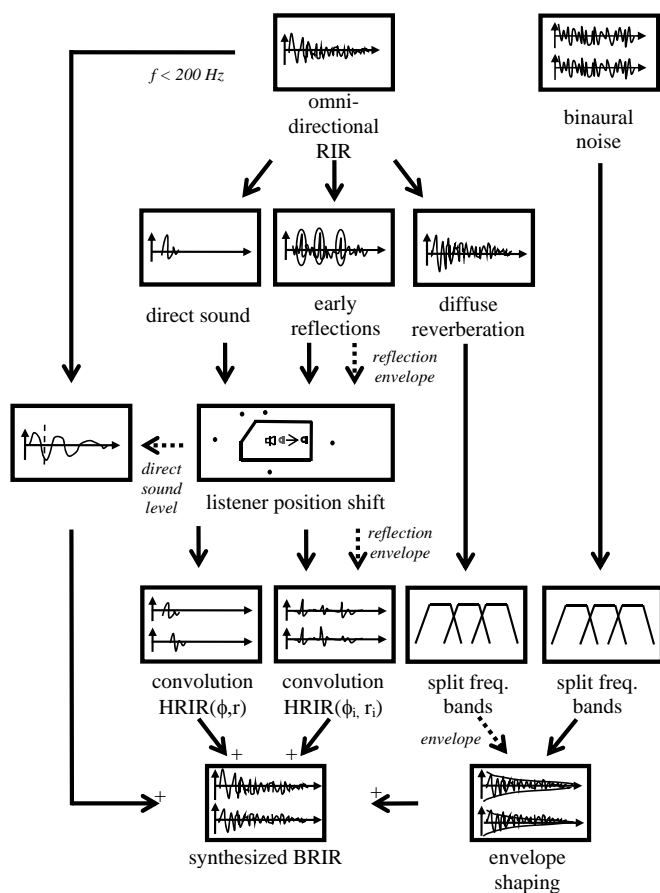 f < 200 Hz
omni-
directional
RIR
binaural
noise
direct sound
early
reflections
diffuse
reverberation
reflection
envelope
direct
sound
level
listener position shift
reflection
envelope
convolution
HRIR(ϕ,r)
convolution
HRIR(ϕi, ri)
split freq.
bands
split freq.
bands
envelope
+
+
+
+
synthesized BRIR
envelope
shaping